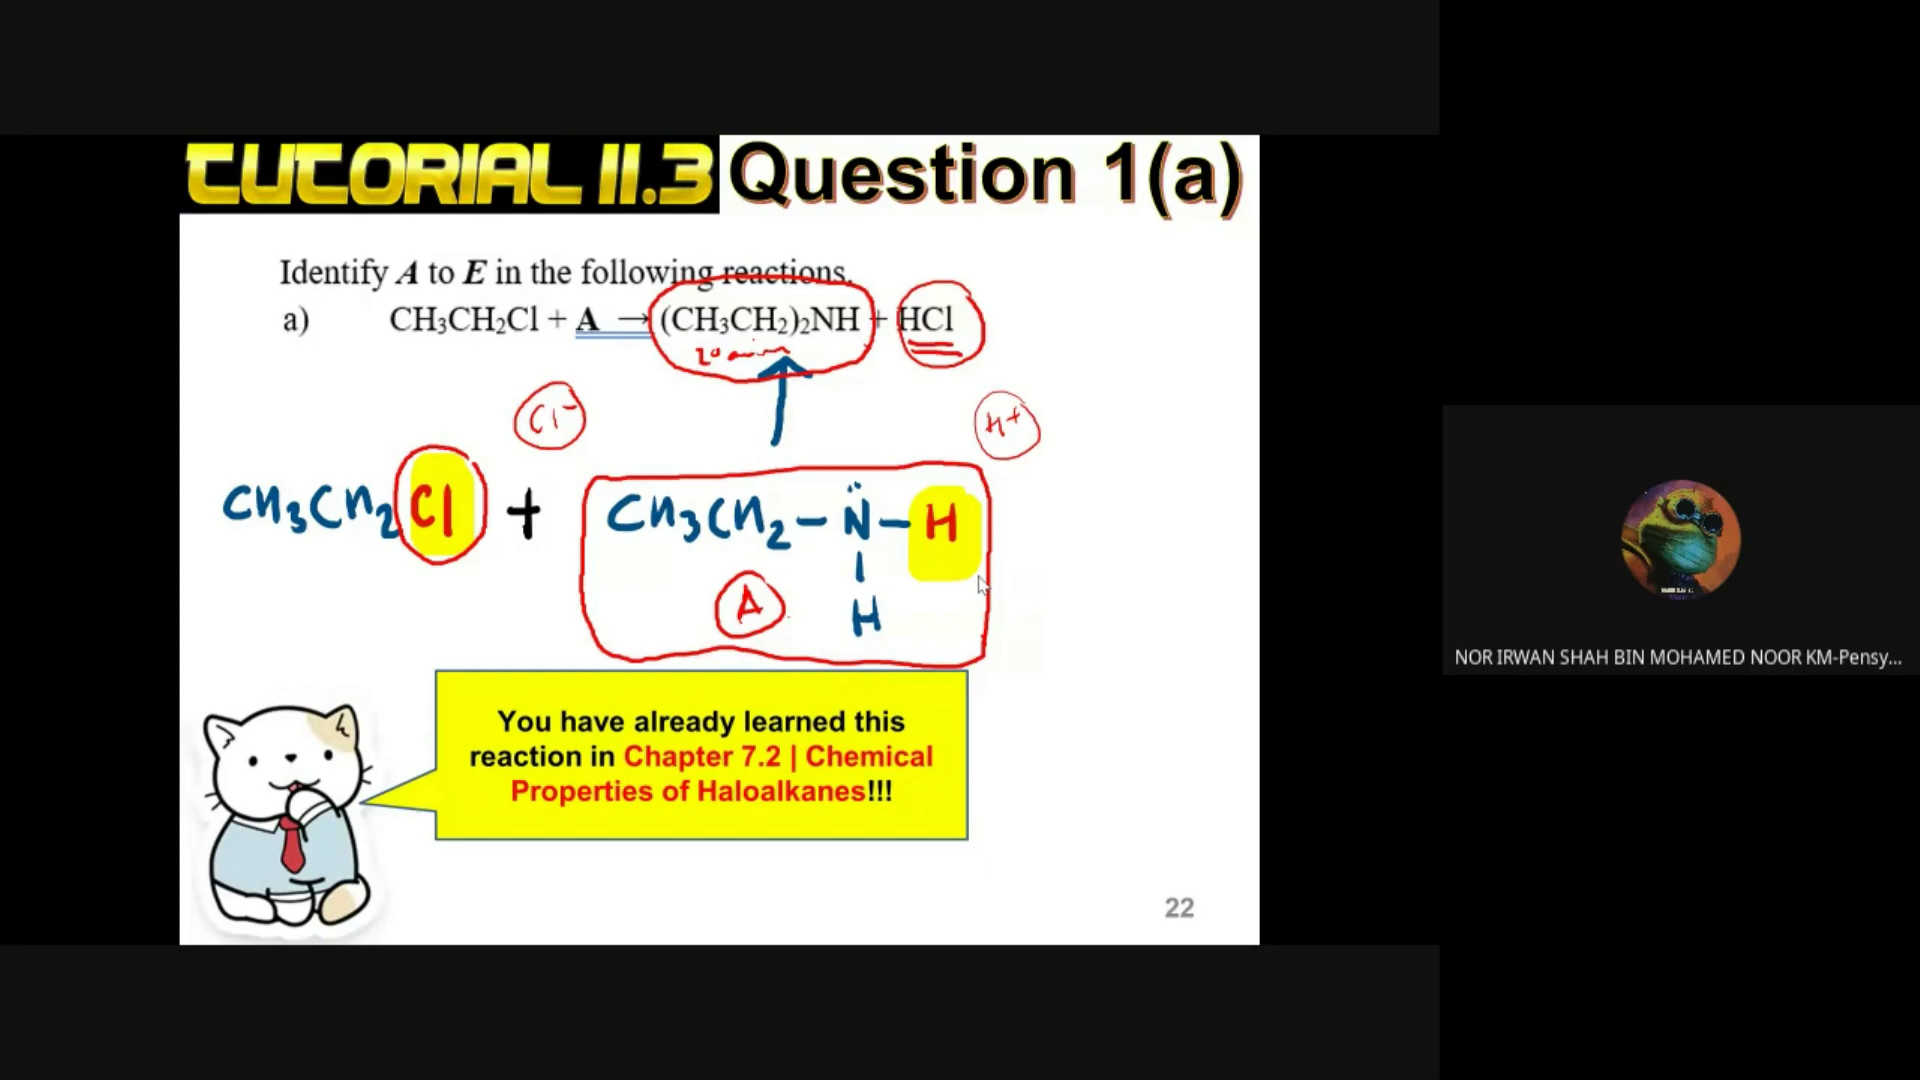 TUTORIAL 11.3 Question 1(a)
Identify A to E in the following reactions.
a) CH₃CH₂Cl + A → (CH₃CH₂)₂NH + HCl
2° amine
Cl⁻
H⁺
CH₃CH₂Cl + CH₃CH₂–N̈–H
A
H
You have already learned this
reaction in Chapter 7.2 | Chemical
Properties of Haloalkanes!!!
22
NOR IRWAN SHAH BIN MOHAMED NOOR KM-Pensy...